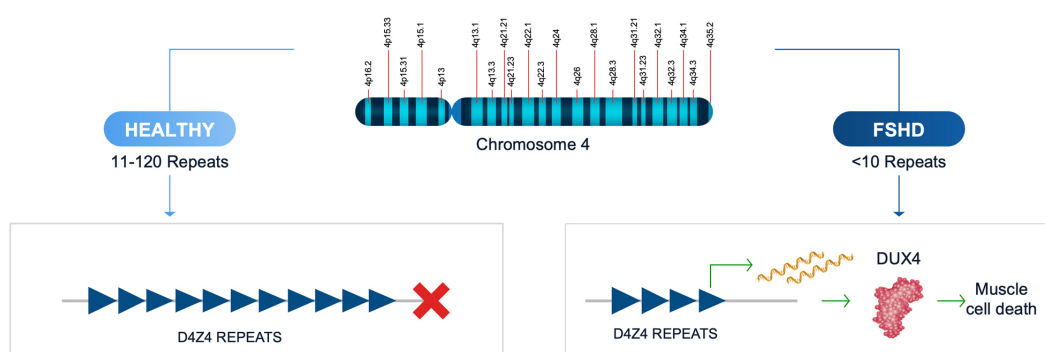 4p16.2
4p15.33
4p15.31
4p15.1
4p13
4q13.1
4q13.3
4q21.21
4q21.23
4q22.1
4q22.3
4q24
4q26
4q28.1
4q28.3
4q31.21
4q31.23
4q32.1
4q32.3
4q34.1
4q34.3
4q35.2
Chromosome 4
HEALTHY
11-120 Repeats
D4Z4 REPEATS
FSHD
<10 Repeats
DUX4
Muscle
cell death
D4Z4 REPEATS